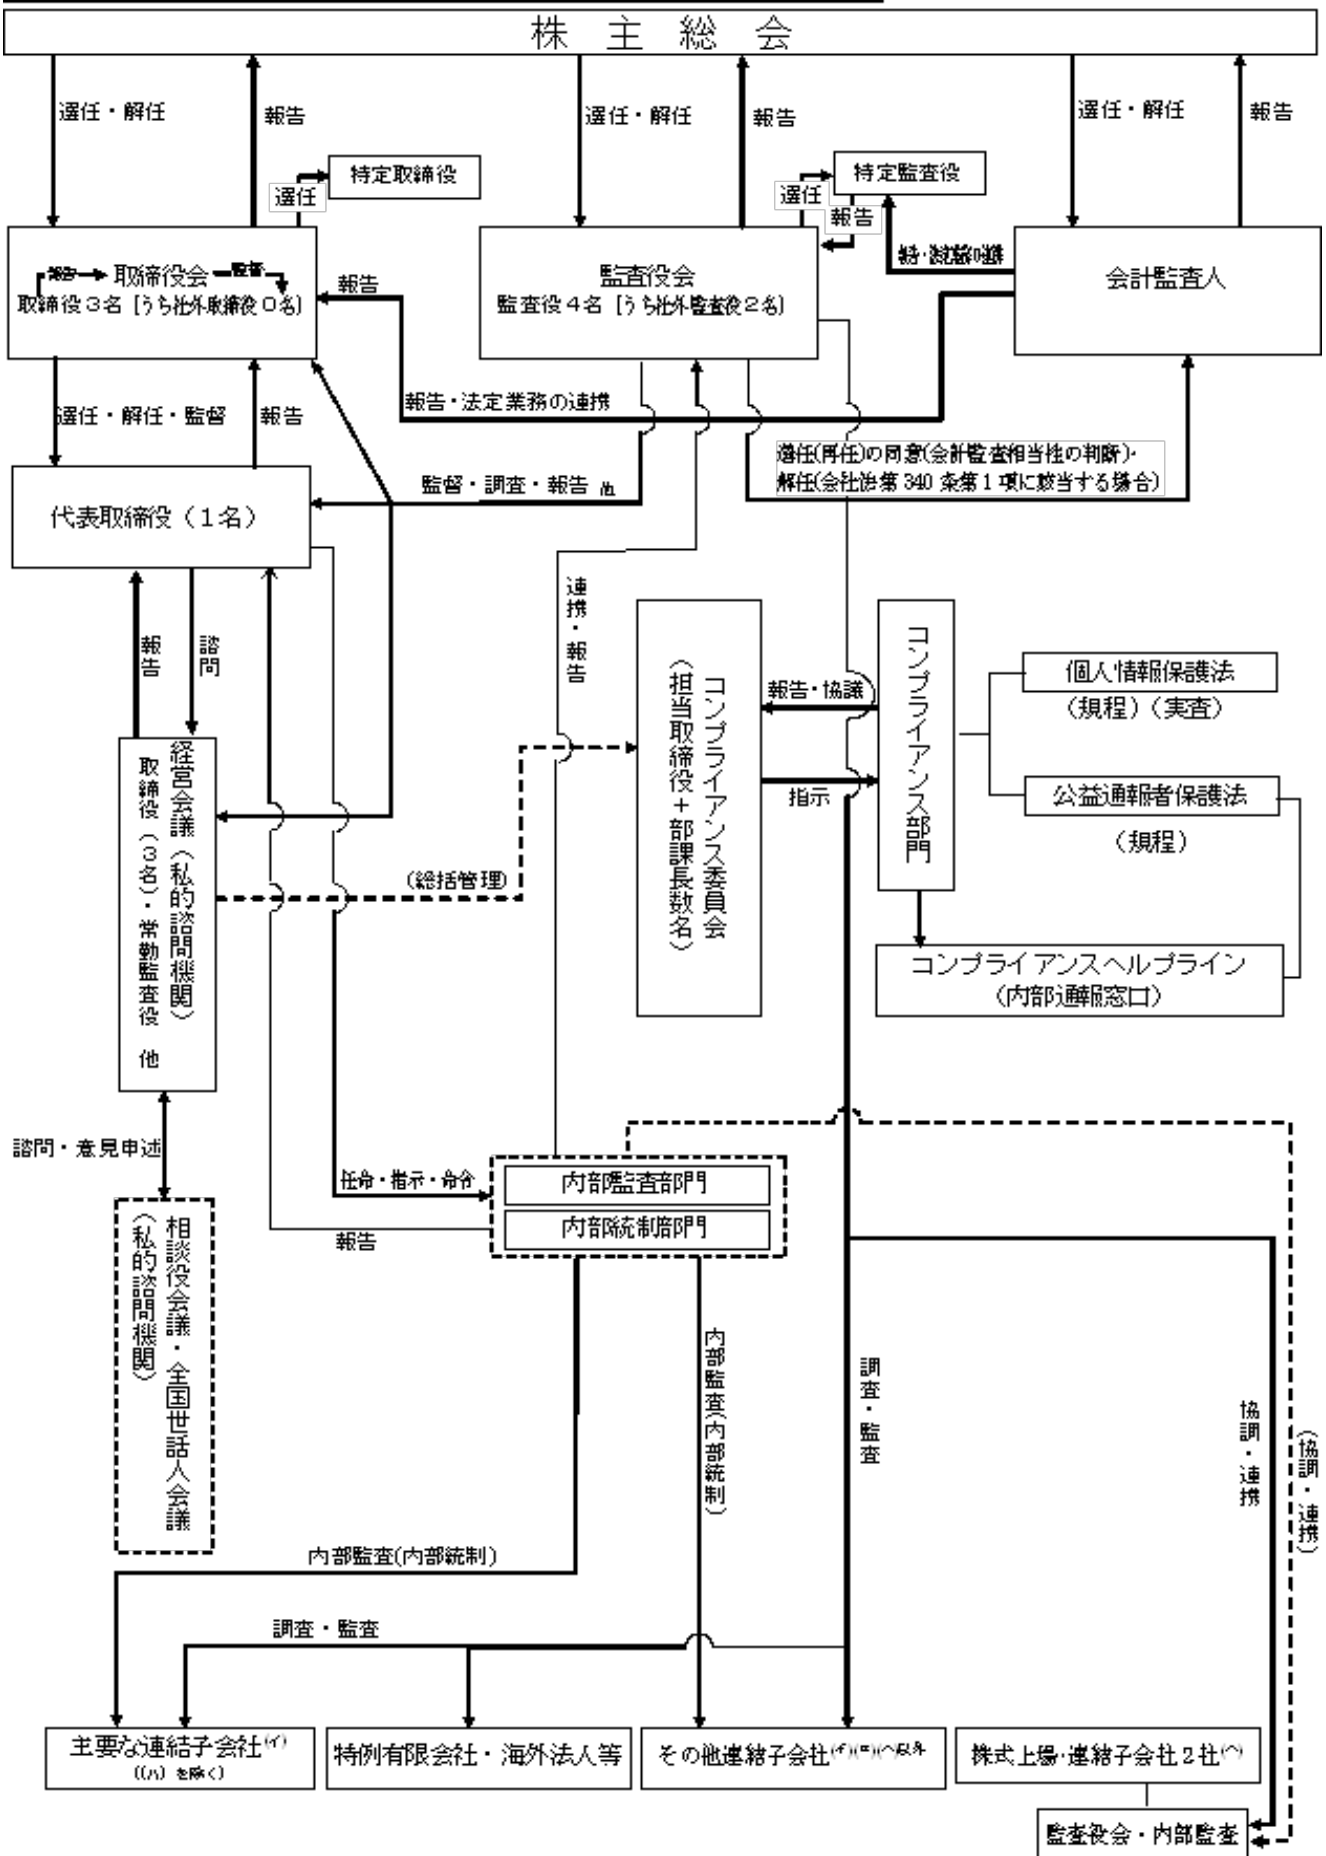 株主総会
選任・解任
報告
選任・解任
報告
選任・解任
報告
特定取締役
選任
特定監査役
選任
報告
報告
取締役会
監督
取締役3名[うち社外取締役0名]
報告
監査役会
監査役4名[うち社外監査役2名]
会計監査人
選任・解任・監督
報告
報告・法定業務の連携
選任(再任)の同意(会計監査相当性の判断)・
解任(会社法第340条第1項に該当する場合)
監督・調査・報告 他
代表取締役(1名)
連携・報告
報告
諮問
経営会議(私的諮問機関)
取締役(3名)・常勤監査役 他
コンプライアンス委員会
(担当取締役+部課長数名)
報告・協議
指示
コンプライアンス部門
個人情報保護法
(規程)(実査)
公益通報者保護法
(規程)
(総括管理)
コンプライアンスヘルプライン
(内部通報窓口)
諮問・意見申述
任命・指示・命令
内部監査部門
内部統制部門
報告
相談役会議・全国世話人会議
(私的諮問機関)
内部監査(内部統制)
調査・監査
協調・連携
(協調・連携)
内部監査(内部統制)
調査・監査
主要な連結子会社(イ)
((ハ)を除く)
特例有限会社・海外法人等
その他連結子会社
株式上場・連結子会社2社
監査役会・内部監査